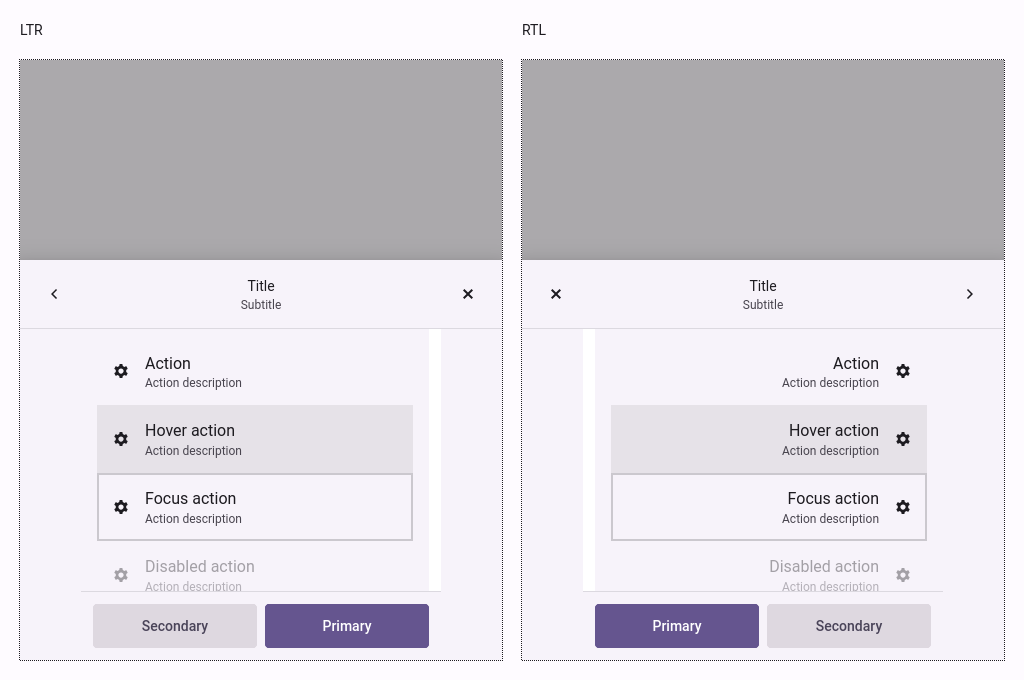 LTR
Title
Subtitle
Action
Action description
Hover action
Action description
Focus action
Action description
Disabled action
Action description
Secondary
Primary
RTL
Title
Subtitle
Action
Action description
Hover action
Action description
Focus action
Action description
Disabled action
Action description
Primary
Secondary